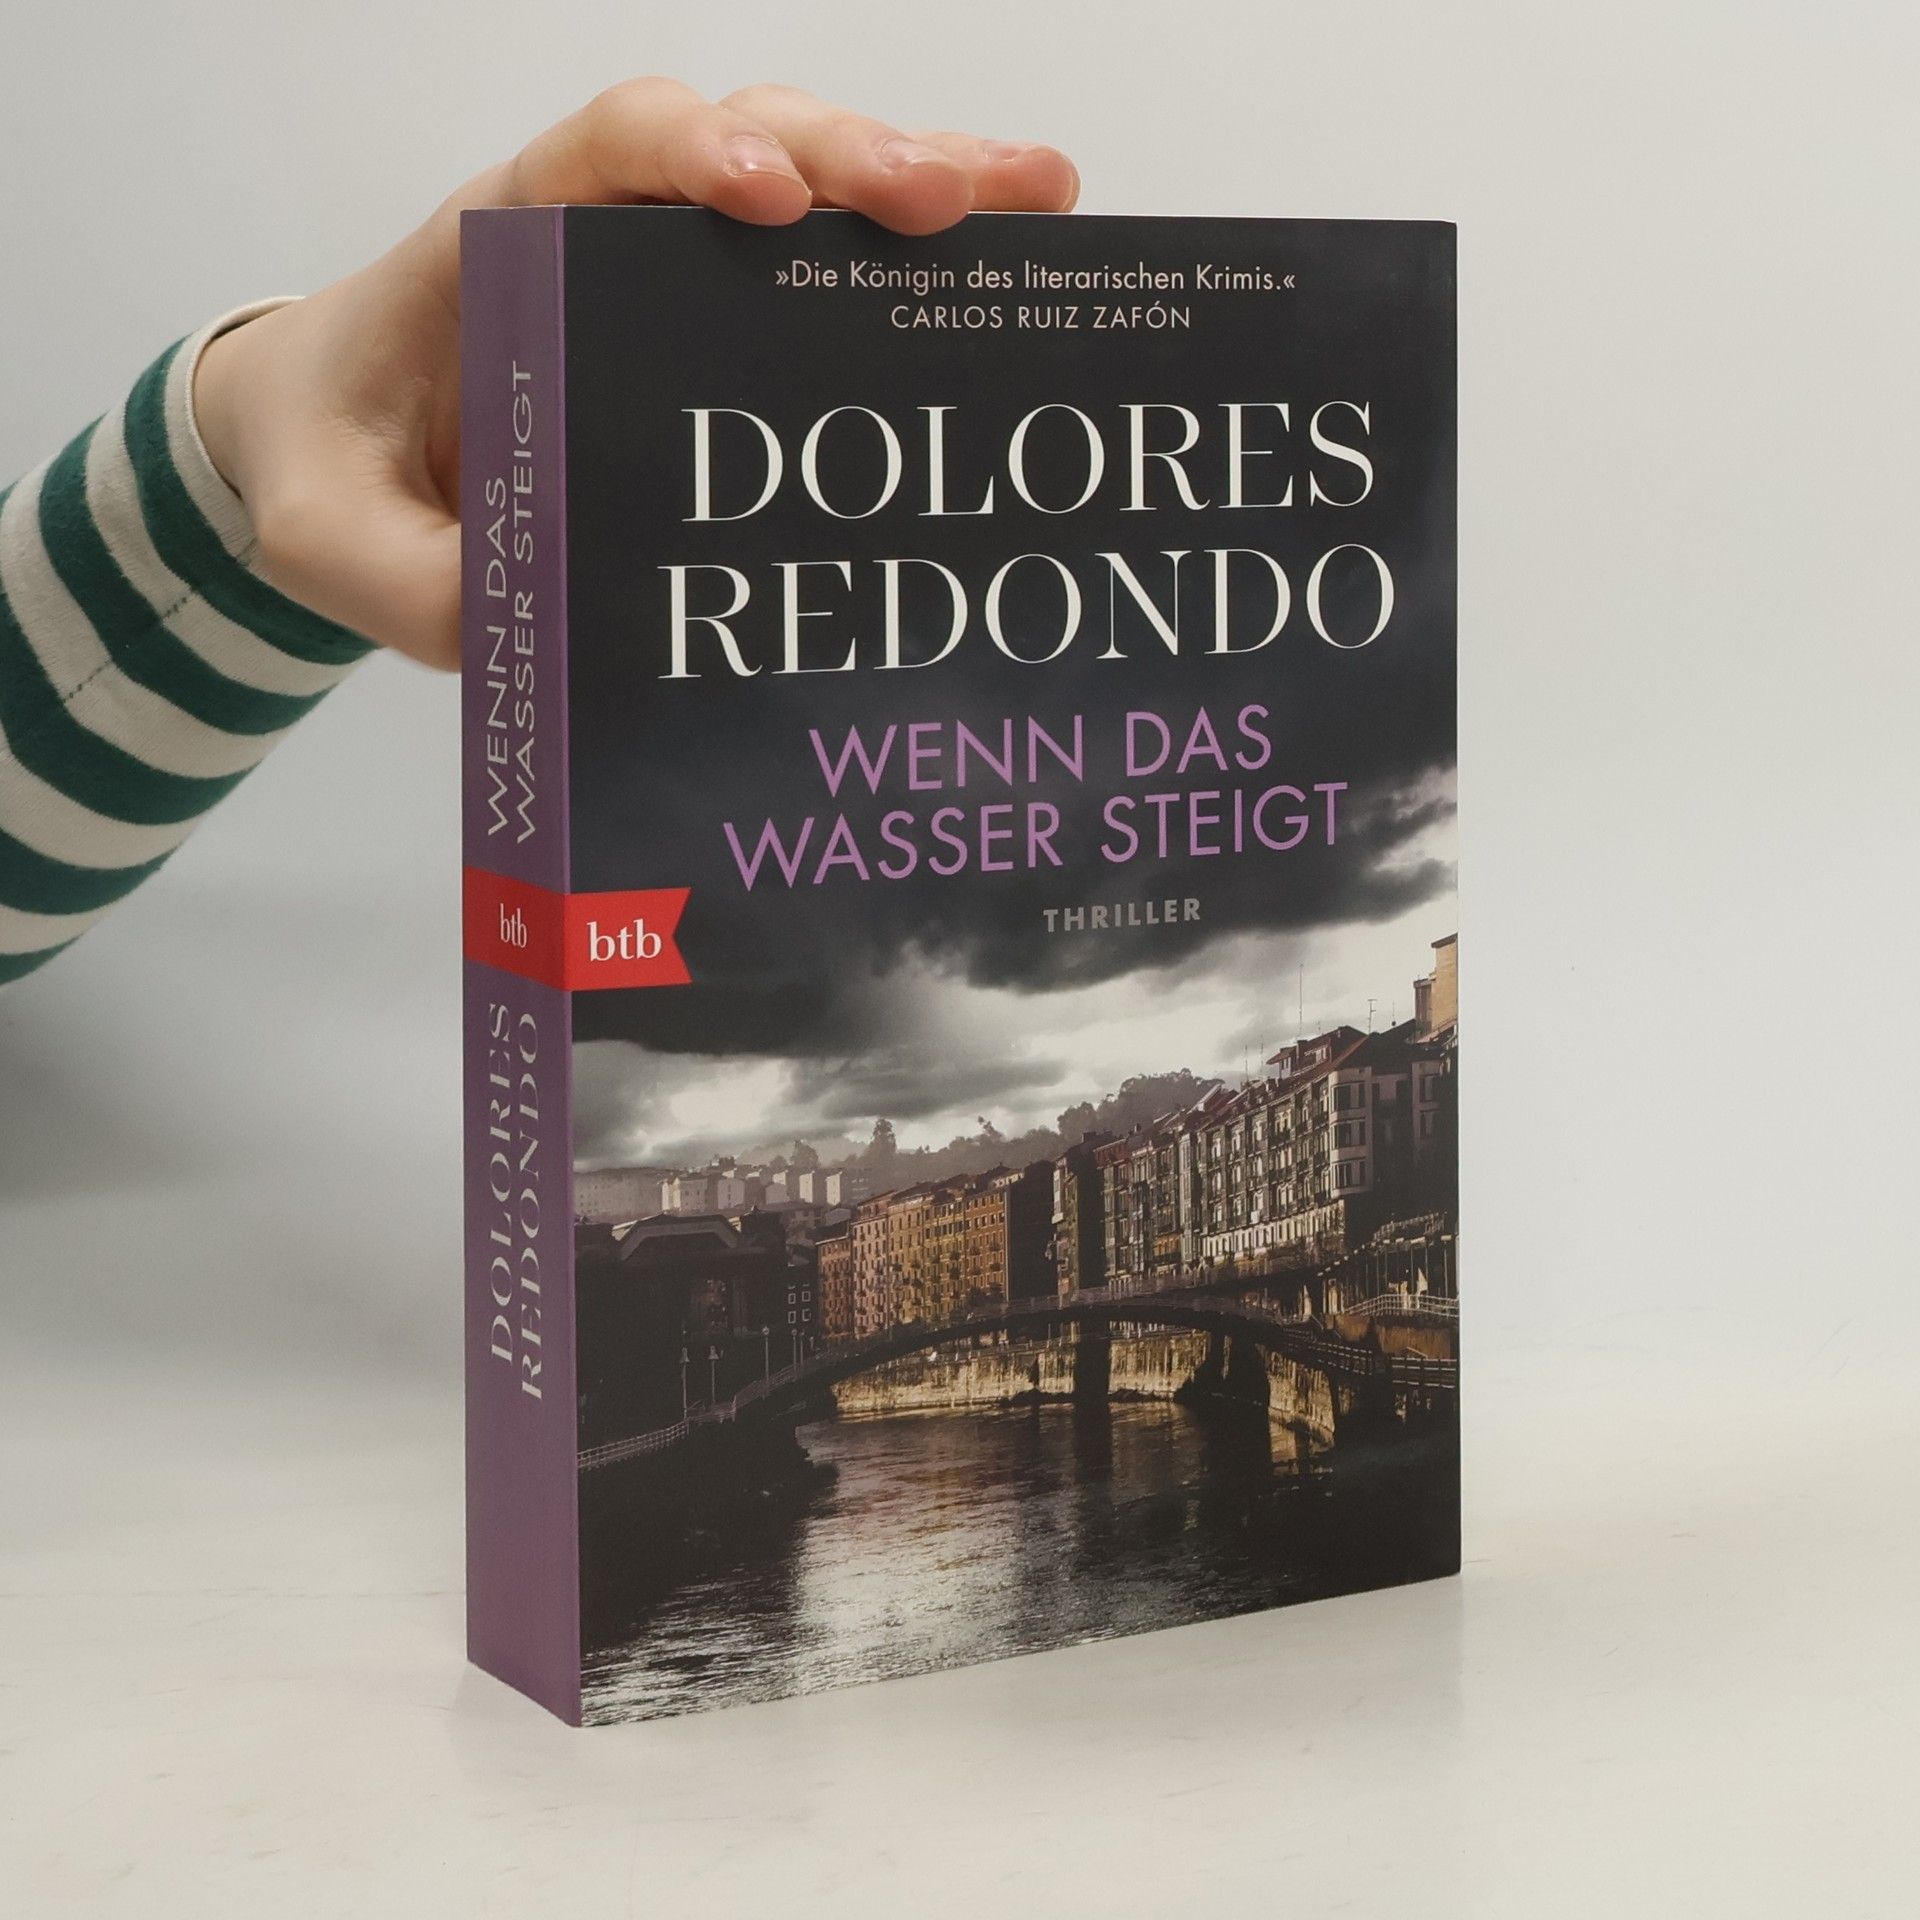 »Die Königin des literarischen Krimis.«
CARLOS RUIZ ZAFÓN
DOLORES
REDONDO
WENN DAS
WASSER STEIGT
THRILLER
btb
WENN DAS
WASSER STEIGT
btb
DOLORES
REDONDO